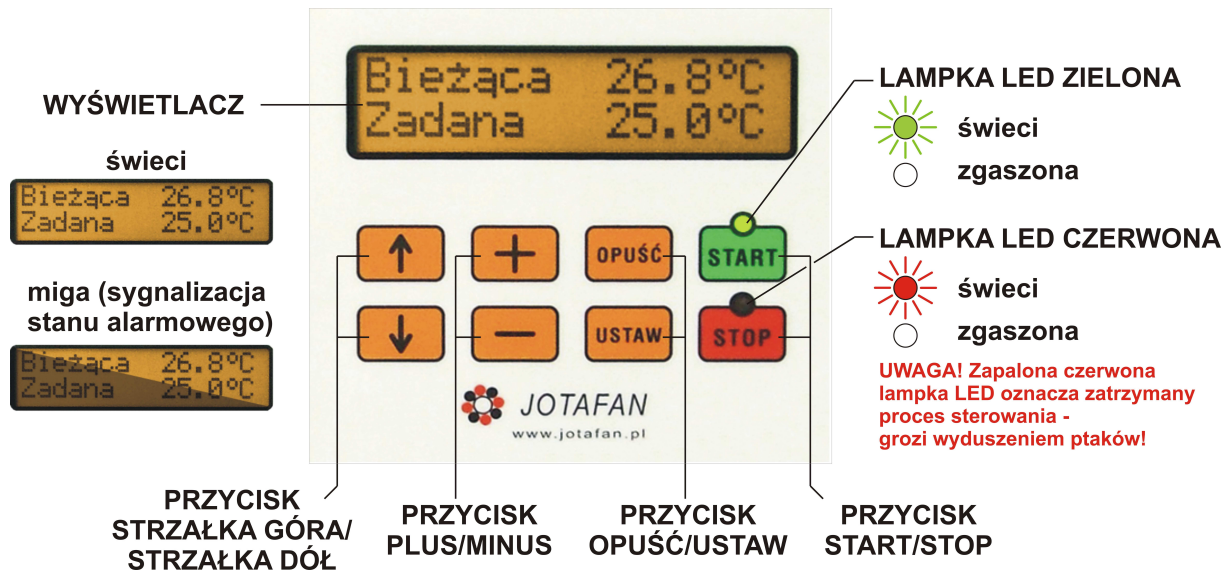 WYŚWIETLACZ
świeci
Bieżąca 26.8°C
Zadana 25.0°C
miga (sygnalizacja
stanu alarmowego)
Bieżąca 26.8°C
Zadana 25.0°C
Bieżąca 26.8°C
Zadana 25.0°C
OPUŚĆ
START
USTAW
STOP
JOTAFAN
www.jotafan.pl
LAMPKA LED ZIELONA
świeci
zgaszona
LAMPKA LED CZERWONA
świeci
zgaszona
UWAGA! Zapalona czerwona
lampka LED oznacza zatrzymany
proces sterowania -
grozi wyduszeniem ptaków!
PRZYCISK
STRZAŁKA GÓRA/
STRZAŁKA DÓŁ
PRZYCISK
PLUS/MINUS
PRZYCISK
OPUŚĆ/USTAW
PRZYCISK
START/STOP